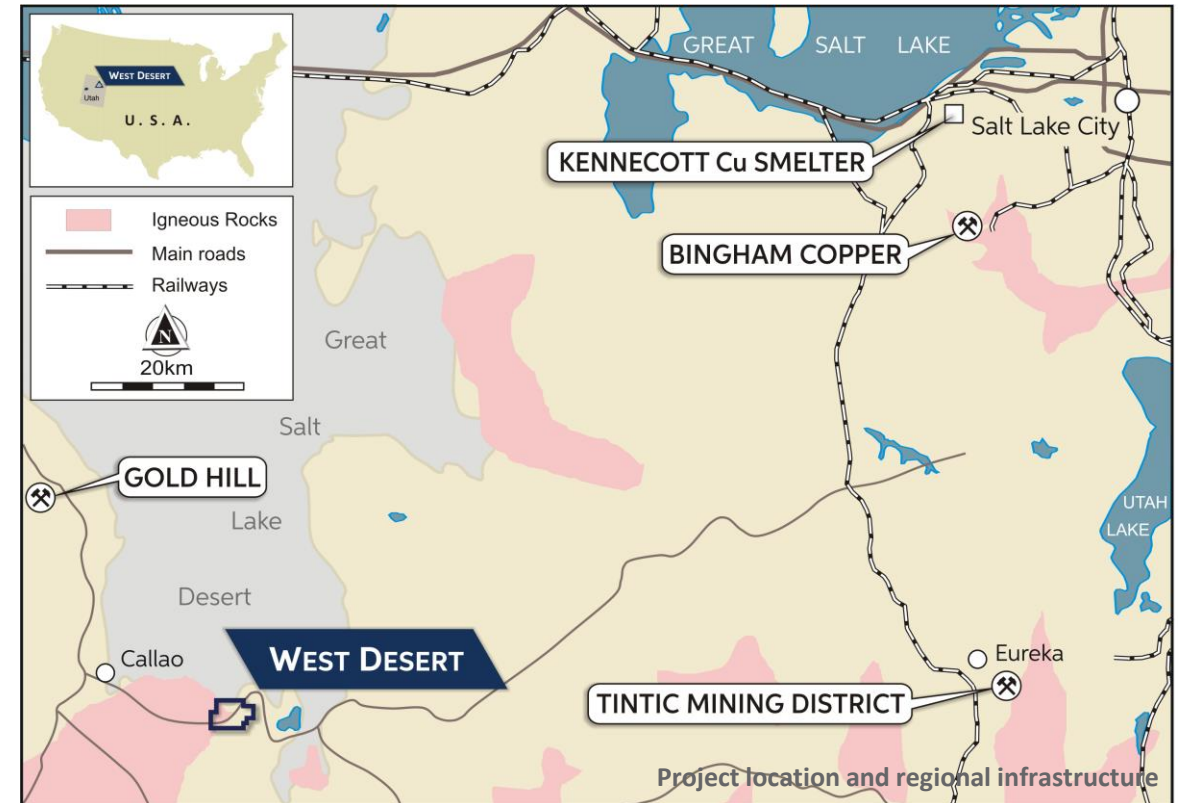 WEST DESERT
Utah
U. S. A.
Igneous Rocks
Main roads
Railways
N
20km
GREAT SALT LAKE
Salt Lake City
KENNECOTT Cu SMELTER
BINGHAM COPPER
Great
Salt
Lake
Desert
GOLD HILL
UTAH
LAKE
Callao
WEST DESERT
Eureka
TINTIC MINING DISTRICT
Project location and regional infrastructure